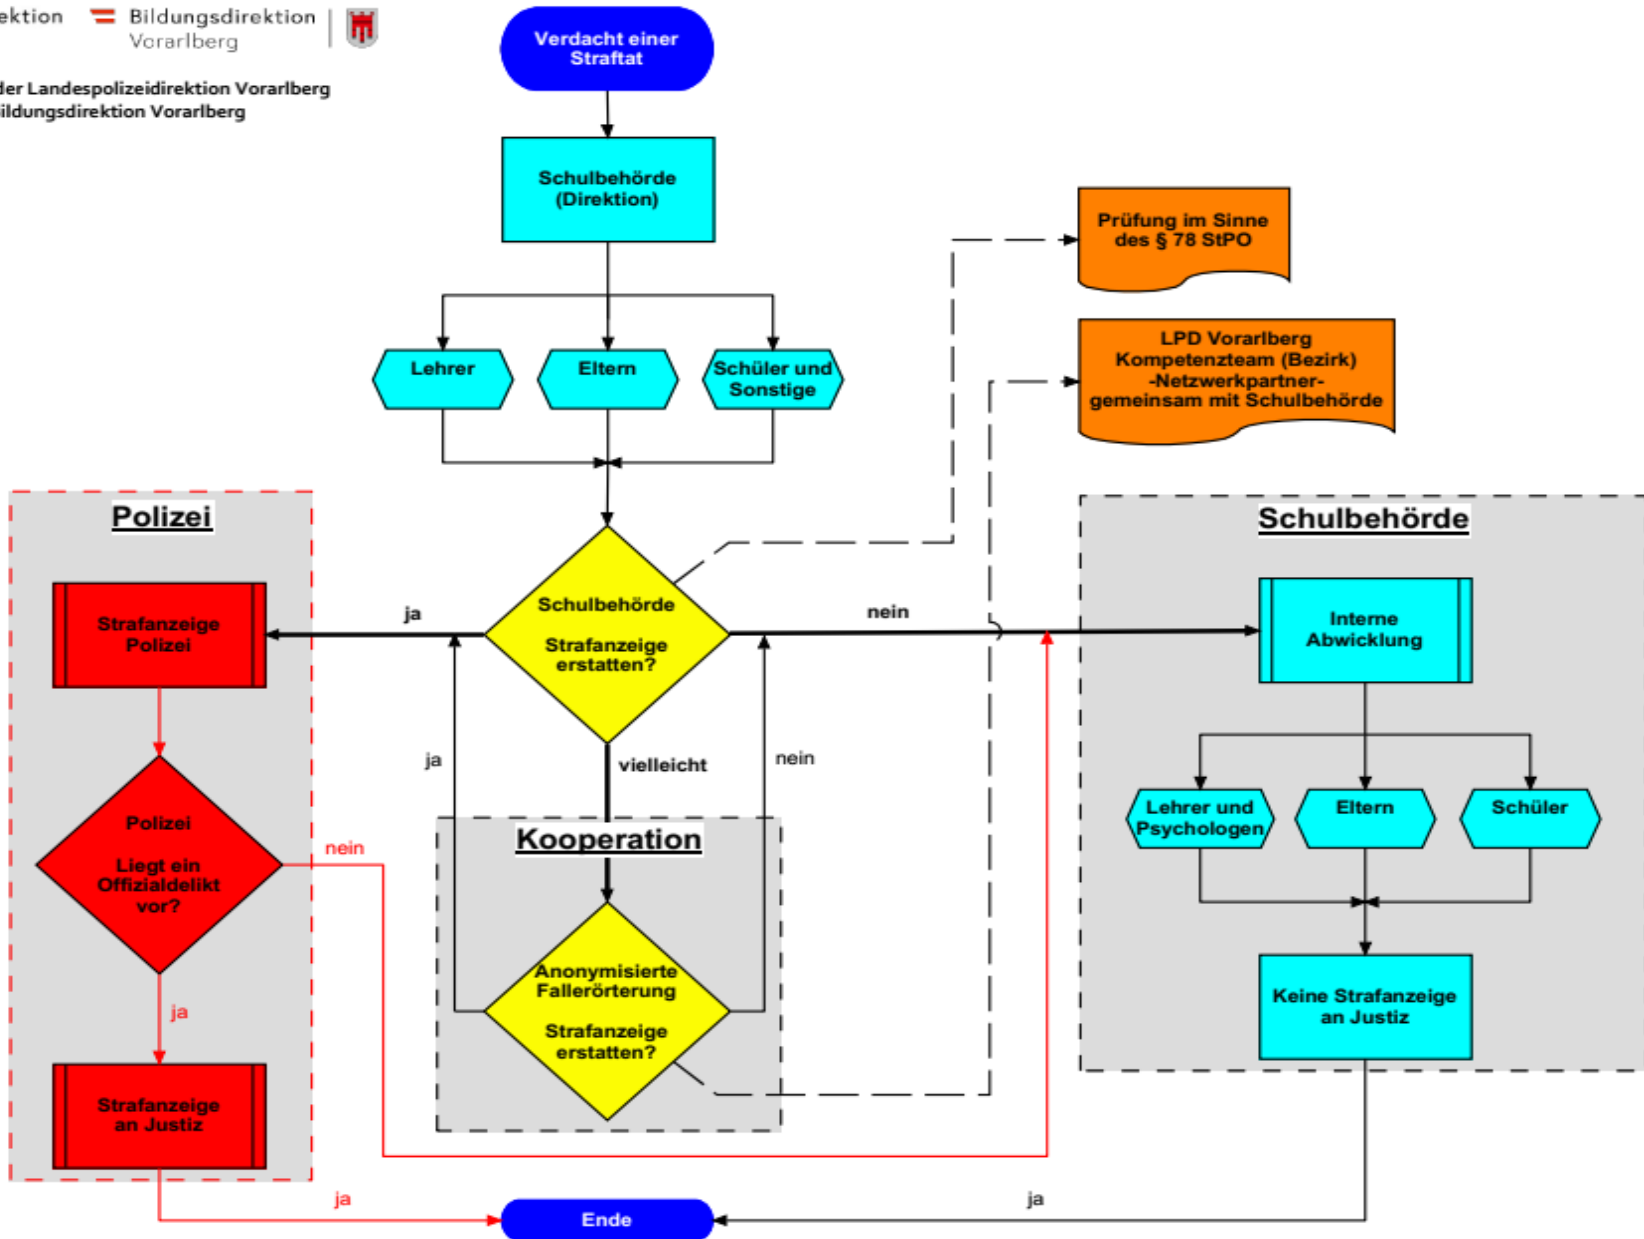 Bildungsdirektion
Vorarlberg
der Landespolizeidirektion Vorarlberg
Bildungsdirektion Vorarlberg
Verdacht einer
Straftat
Schulbehörde
(Direktion)
Prüfung im Sinne
des § 78 StPO
LPD Vorarlberg
Kompetenzteam (Bezirk)
-Netzwerkpartner-
gemeinsam mit Schulbehörde
Lehrer
Eltern
Schüler und
Sonstige
Polizei
Strafanzeige
Polizei
ja
Schulbehörde
Strafanzeige
erstatten?
nein
Schulbehörde
Interne
Abwicklung
ja
vielleicht
nein
Polizei
Liegt ein
Offizialdelikt
vor?
nein
Kooperation
Lehrer und
Psychologen
Eltern
Schüler
ja
Anonymisierte
Fallerörterung
Strafanzeige
erstatten?
Keine Strafanzeige
an Justiz
Strafanzeige
an Justiz
ja
Ende
ja